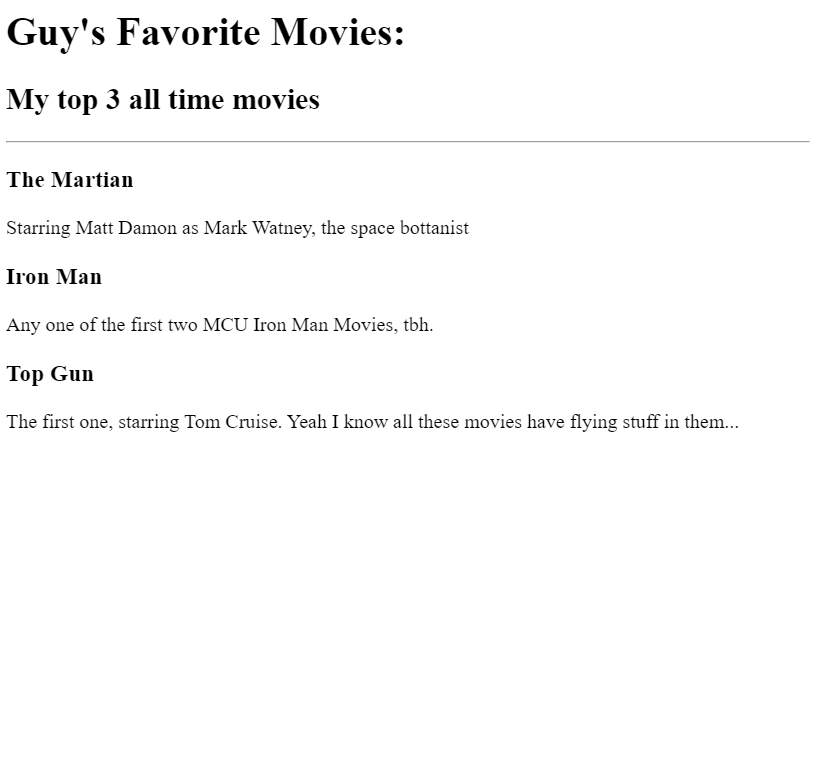 Guy's Favorite Movies:
My top 3 all time movies
The Martian
Starring Matt Damon as Mark Watney, the space bottanist
Iron Man
Any one of the first two MCU Iron Man Movies, tbh.
Top Gun
The first one, starring Tom Cruise. Yeah I know all these movies have flying stuff in them...